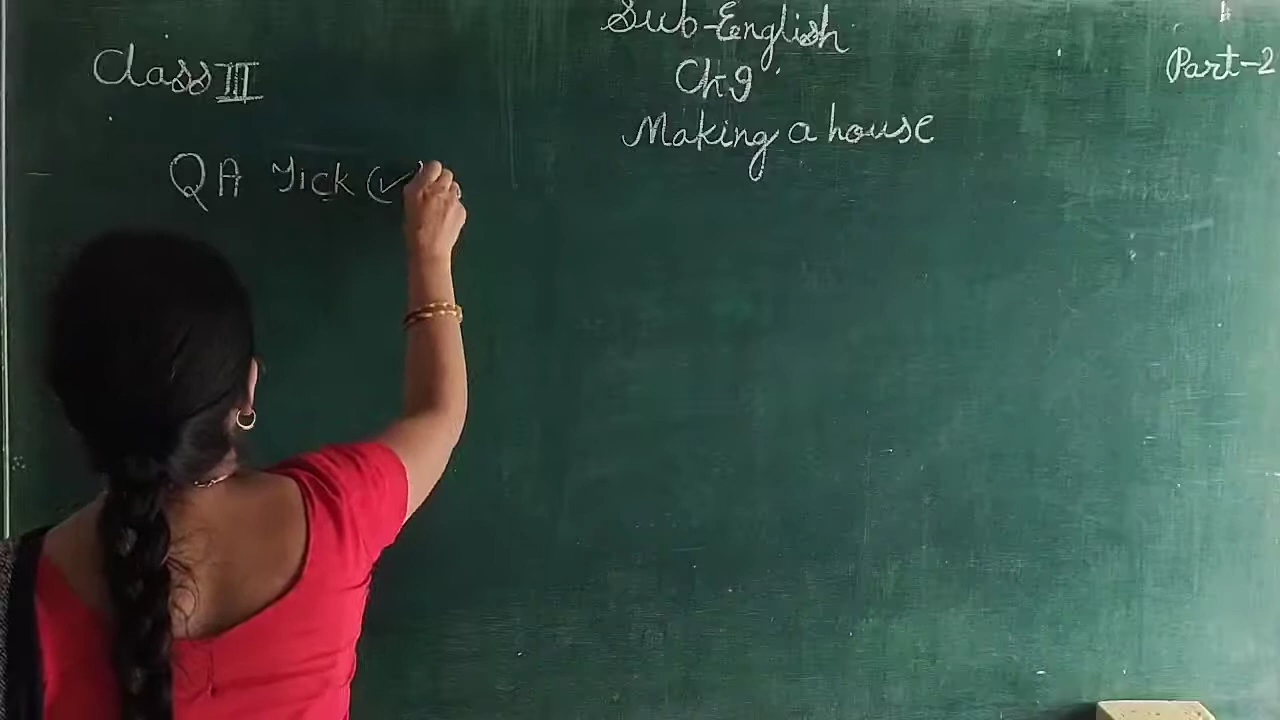 Sub-English
Class III
Ch.9
Part-2
Making a house
QA Tick (✓)